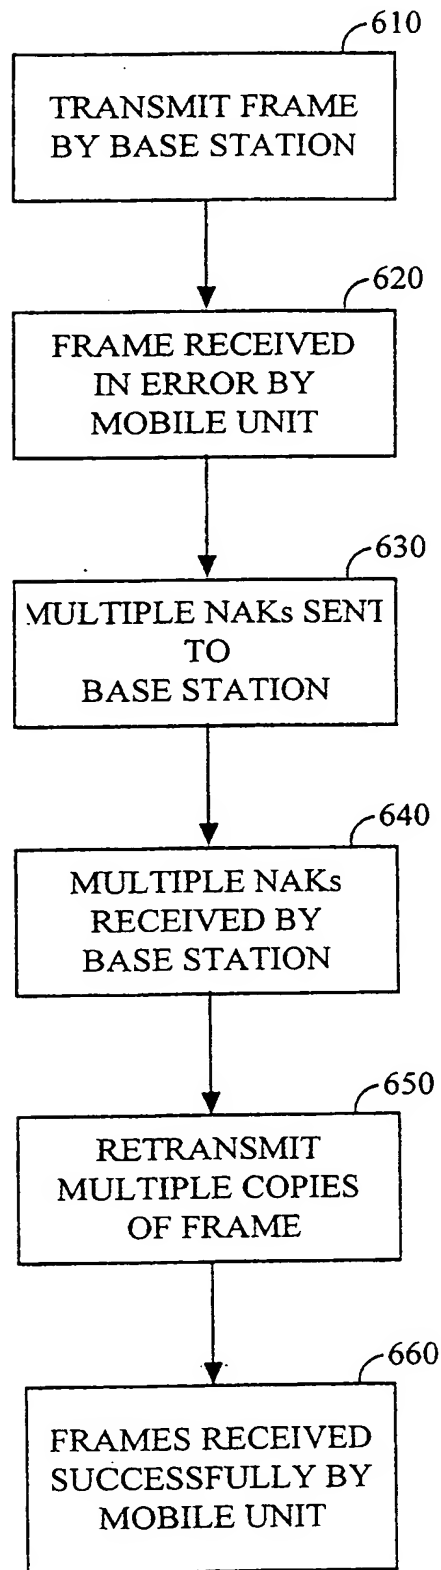 610
TRANSMIT FRAME
BY BASE STATION
620
FRAME RECEIVED
IN ERROR BY
MOBILE UNIT
630
MULTIPLE NAKs SENT
TO
BASE STATION
640
MULTIPLE NAKs
RECEIVED BY
BASE STATION
650
RETRANSMIT
MULTIPLE COPIES
OF FRAME
660
FRAMES RECEIVED
SUCCESSFULLY BY
MOBILE UNIT